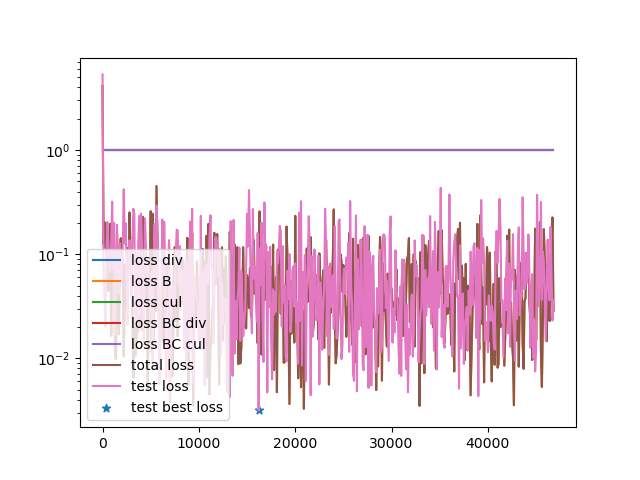 10⁰
10⁻¹
10⁻²
loss div
loss B
loss cul
loss BC div
loss BC cul
total loss
test loss
test best loss
0 10000 20000 30000 40000